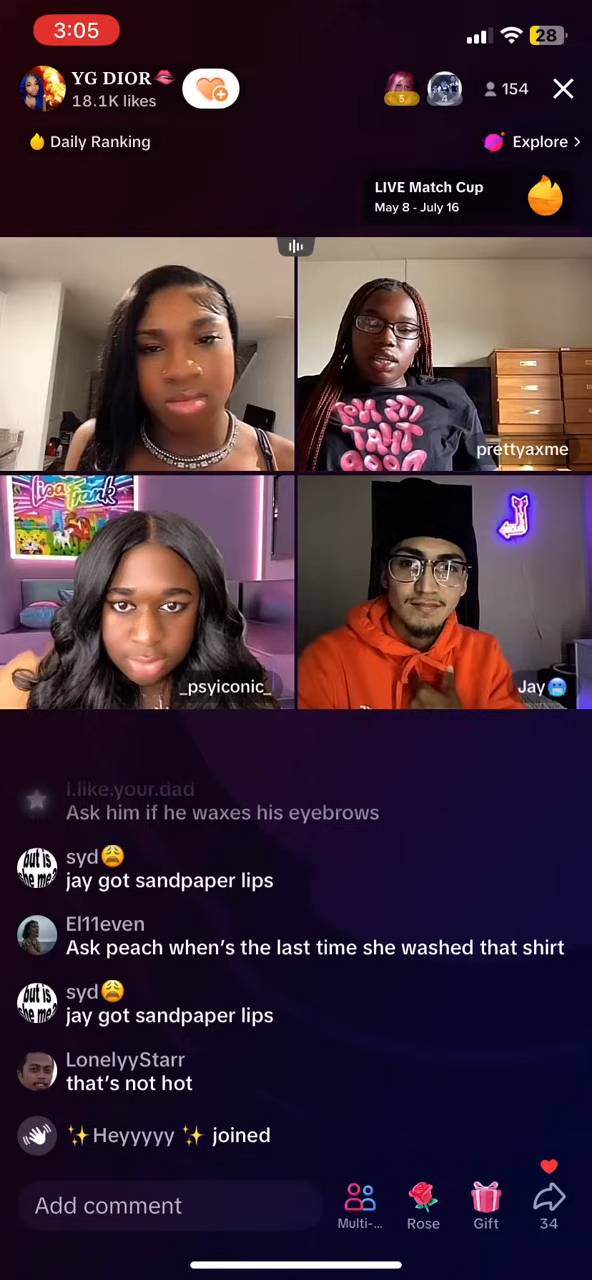 3:05
28
YG DIOR💋
18.1K likes
5
4
154
Daily Ranking
Explore >
LIVE Match Cup
May 8 - July 16
prettyaxme
Lisa Frank
_psyiconic_
Jay🥶
I.like.your.dad
Ask him if he waxes his eyebrows
syd😩
jay got sandpaper lips
El11even
Ask peach when's the last time she washed that shirt
syd😩
jay got sandpaper lips
LonelyyStarr
that's not hot
✨Heyyyyy ✨ joined
Add comment
Multi-...
Rose
Gift
34